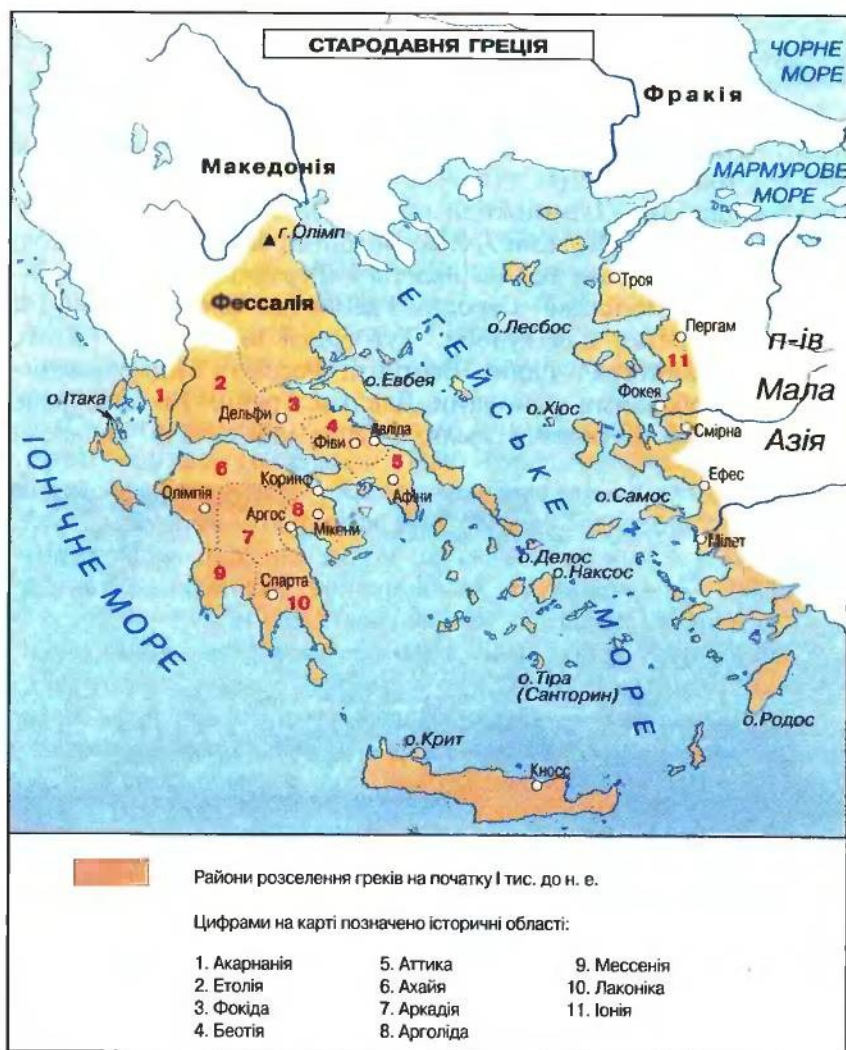 СТАРОДАВНЯ ГРЕЦІЯ
ЧОРНЕ
МОРЕ
Фракія
Македонія
МАРМУРОВЕ
МОРЕ
г.Олімп
Троя
Фессалія
ЕГЕЙСЬКЕ МОРЕ
о.Лесбос
Пергам
п-ів
Мала
Азія
11
о.Евбея
о.Ітака
1
2
3
Дельфи
4
Фіви
Авліда
5
Афіни
о.Хіос
Фокея
Смірна
ІОНІЧНЕ МОРЕ
6
Коринф
Олімпія
Аргос
8
Мікени
7
Ефес
о.Самос
Мілет
о.Делос
о.Наксос
9
Спарта
10
о.Тіра
(Санторин)
о.Родос
о.Крит
Кносс
Райони розселення греків на початку І тис. до н. е.
Цифрами на карті позначено історичні області:
1. Акарнанія
2. Етолія
3. Фокіда
4. Беотія
5. Аттика
6. Ахайя
7. Аркадія
8. Арголіда
9. Мессенія
10. Лаконіка
11. Іонія